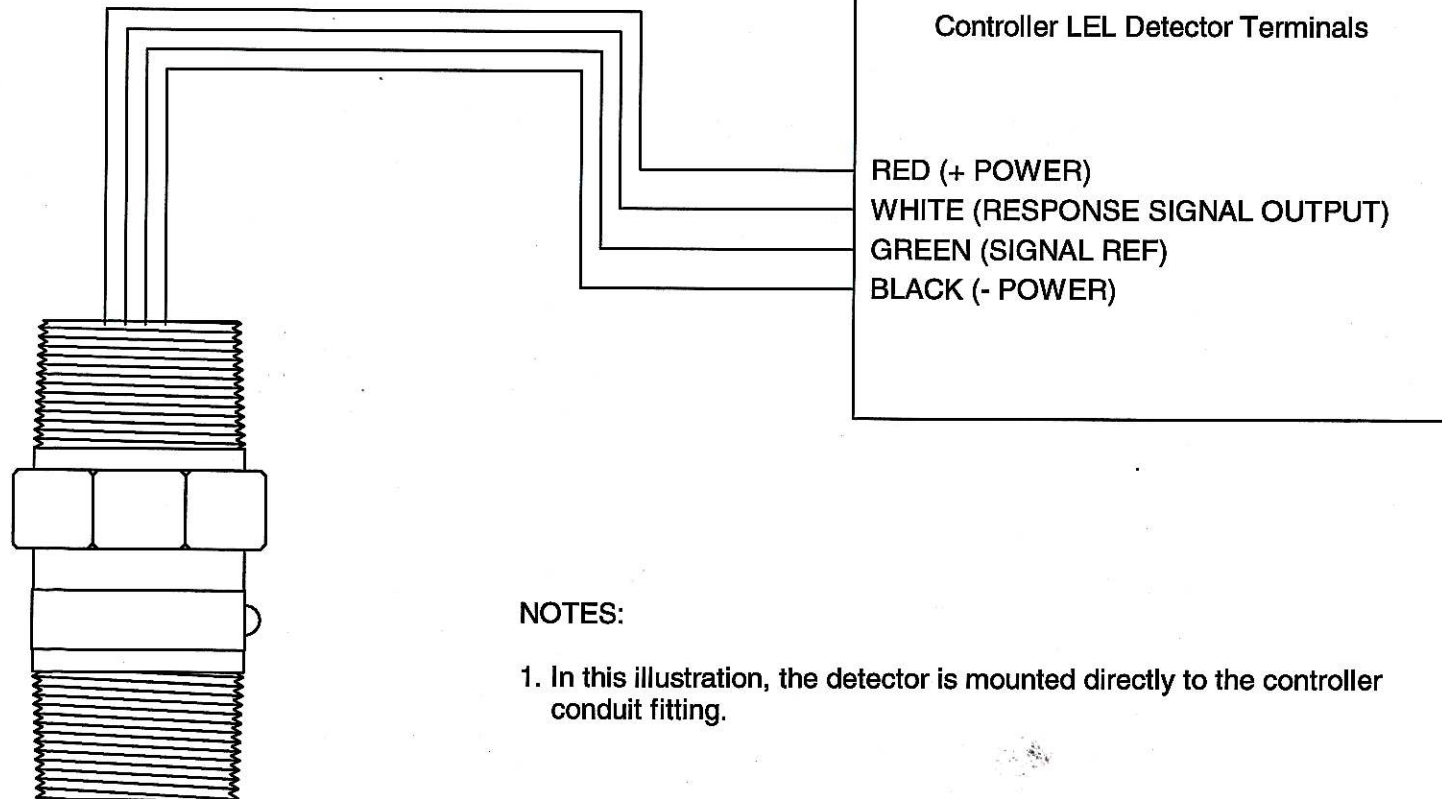 Controller LEL Detector Terminals
RED (+ POWER)
WHITE (RESPONSE SIGNAL OUTPUT)
GREEN (SIGNAL REF)
BLACK (- POWER)
NOTES:
1. In this illustration, the detector is mounted directly to the controller
conduit fitting.